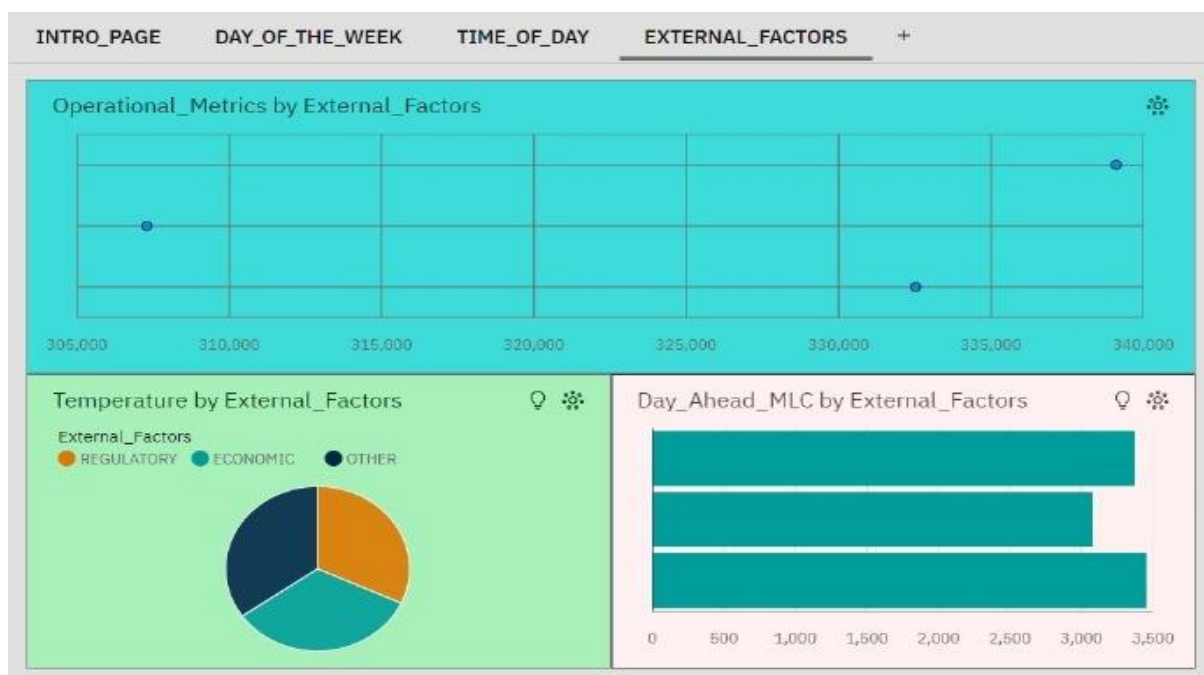 INTRO_PAGE DAY_OF_THE_WEEK TIME_OF_DAY EXTERNAL_FACTORS +
Operational_Metrics by External_Factors
305,000 310,000 315,000 320,000 325,000 330,000 335,000 340,000
Temperature by External_Factors
External_Factors
REGULATORY ECONOMIC OTHER
Day_Ahead_MLC by External_Factors
0 500 1,000 1,500 2,000 2,500 3,000 3,500